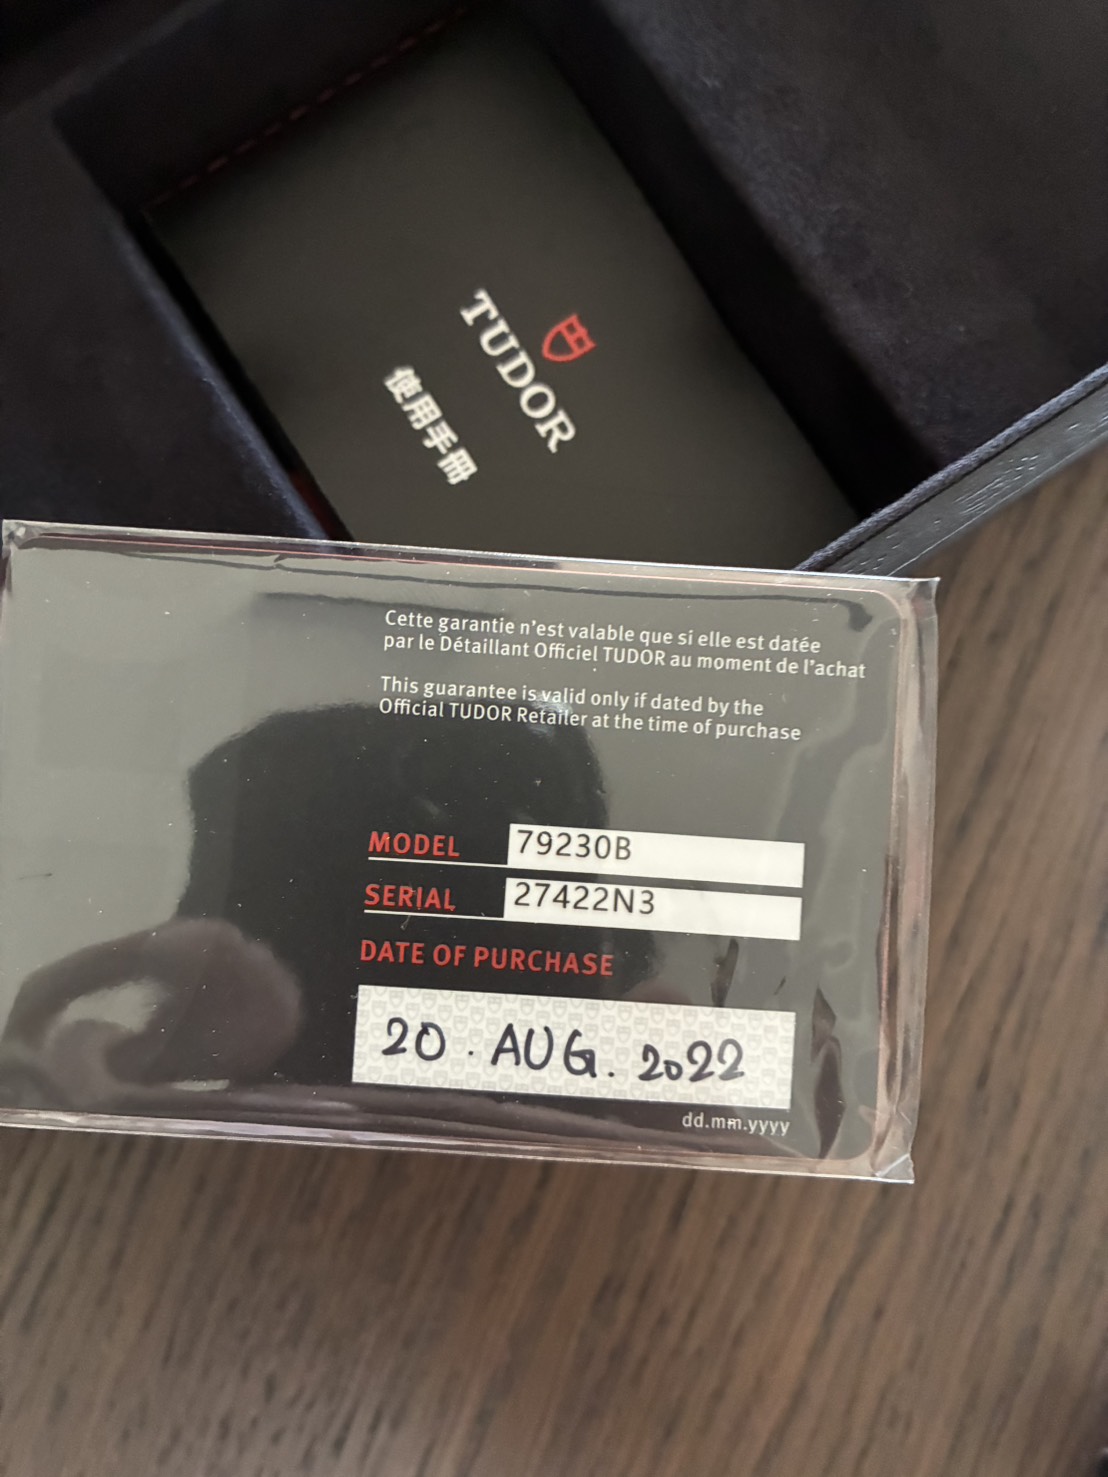 TUDOR
使用手冊
Cette garantie n'est valable que si elle est datée
par le Détaillant Officiel TUDOR au moment de l'achat
This guarantee is valid only if dated by the
Official TUDOR Retailer at the time of purchase
MODEL 79230B
SERIAL 27422N3
DATE OF PURCHASE
20. AUG. 2022
dd.mm.yyyy